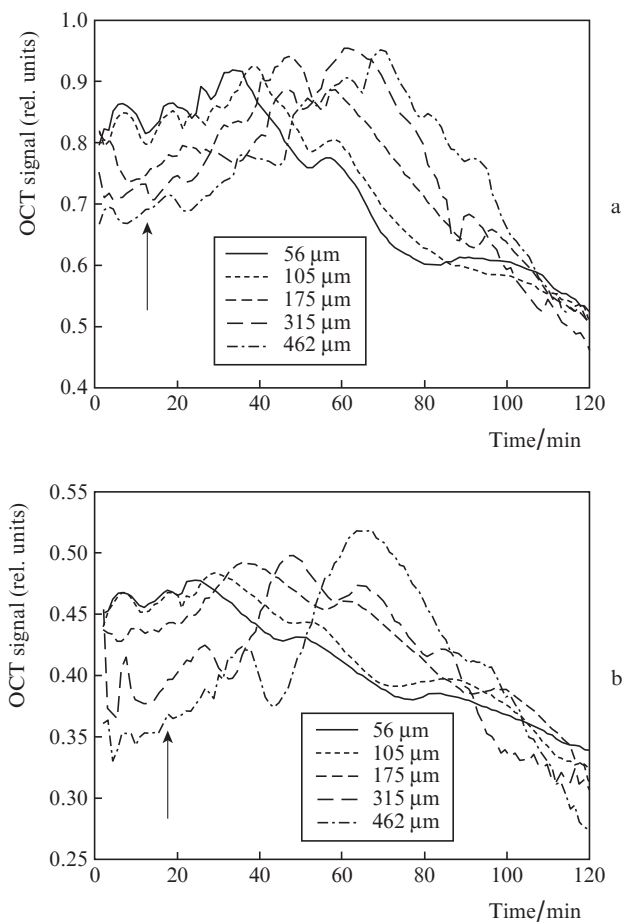 OCT signal (rel. units)
1.0
0.9
0.8
0.7
0.6
0.5
0.4
56 µm
105 µm
175 µm
315 µm
462 µm
a
0 20 40 60 80 100 120
Time/min
OCT signal (rel. units)
0.55
0.50
0.45
0.40
0.35
0.30
0.25
56 µm
105 µm
175 µm
315 µm
462 µm
b
0 20 40 60 80 100 120
Time/min